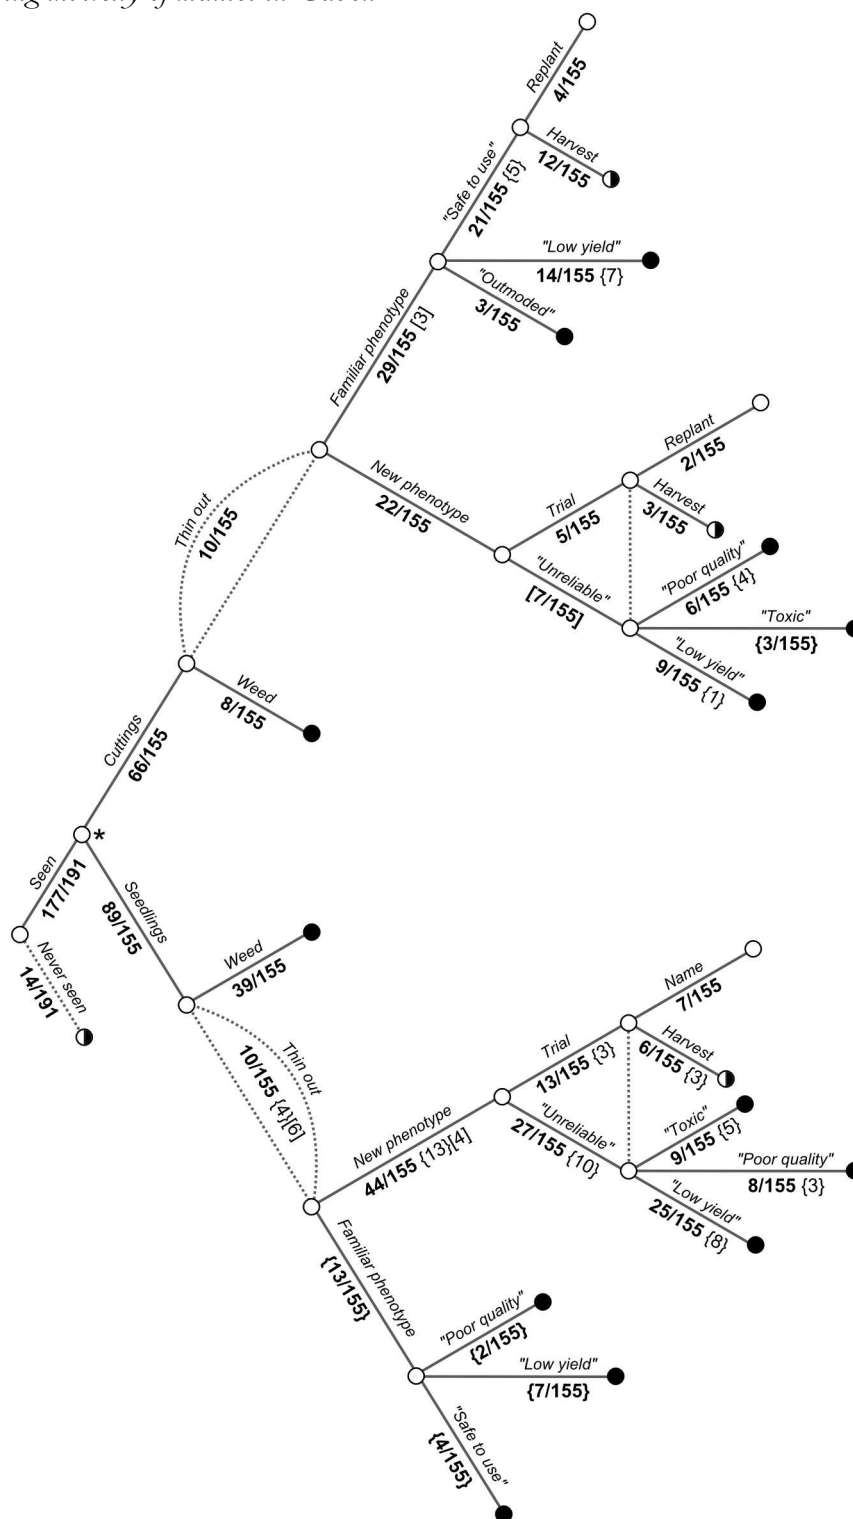 Replant
4/155
Harvest
12/155
"Safe to use"
21/155 {5}
"Low yield"
14/155 {7}
"Outmoded"
3/155
Familiar phenotype
29/155 [3]
Replant
2/155
Trial
5/155
Harvest
3/155
New phenotype
22/155
"Unreliable"
[7/155]
"Poor quality"
6/155 {4}
"Toxic"
{3/155}
"Low yield"
9/155 {1}
Thin out
10/155
Weed
8/155
Cuttings
66/155
*
Seen
177/191
Never seen
14/191
Seedlings
89/155
Weed
39/155
Thin out
10/155 {4}[6]
Name
7/155
Trial
13/155 {3}
Harvest
6/155 {3}
New phenotype
44/155 {13}[4]
"Unreliable"
27/155 {10}
"Toxic"
9/155 {5}
"Poor quality"
8/155 {3}
"Low yield"
25/155 {8}
Familiar phenotype
{13/155}
"Poor quality"
{2/155}
"Low yield"
{7/155}
"Safe to use"
{4/155}